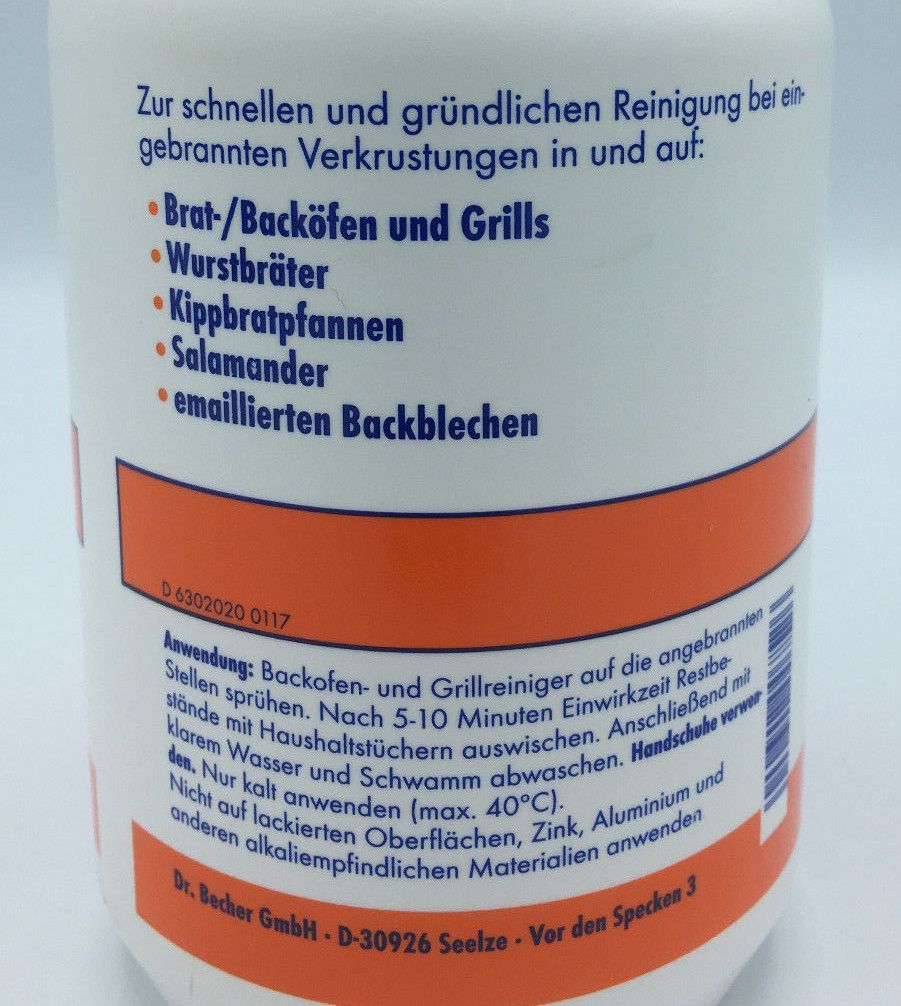 Zur schnellen und gründlichen Reinigung bei ein-
gebrannten Verkrustungen in und auf:
• Brat-/Backöfen und Grills
• Wurstbräter
• Kippbratpfannen
• Salamander
• emaillierten Backblechen
D 6302020 0117
Anwendung: Backofen- und Grillreiniger auf die angebrannten
Stellen sprühen. Nach 5-10 Minuten Einwirkzeit Restbe-
stände mit Haushaltstüchern auswischen. Anschließend mit
klarem Wasser und Schwamm abwaschen. Handschuhe verwen-
den. Nur kalt anwenden (max. 40°C).
Nicht auf lackierten Oberflächen, Zink, Aluminium und
anderen alkaliempfindlichen Materialien anwenden
Dr. Becher GmbH · D-30926 Seelze · Vor den Specken 3